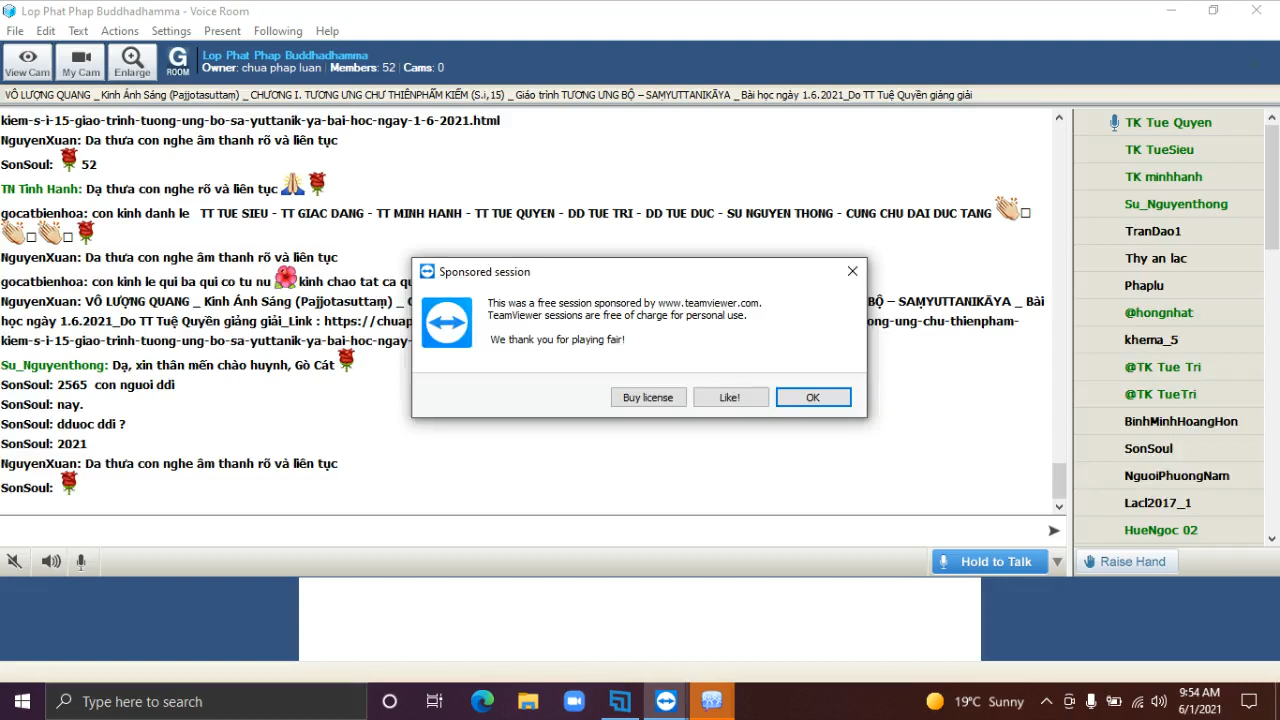 Lop Phat Phap Buddhadhamma - Voice Room
File Edit Text Actions Settings Present Following Help
View Cam My Cam Enlarge G ROOM
Lop Phat Phap Buddhadhamma
Owner: chua phap luan | Members: 52 | Cams: 0
VÔ LƯỢNG QUANG _ Kinh Ánh Sáng (Pajjotasuttaṃ) _ CHƯƠNG I. TƯƠNG ƯNG CHƯ THIÊNPHẨM KIẾM (S.i,15) _ Giáo trình TƯƠNG ƯNG BỘ – SAṂYUTTANIKĀYA _ Bài học ngày 1.6.2021_Do TT Tuệ Quyền giảng giải
kiem-s-i-15-giao-trinh-tuong-ung-bo-sa-yuttanik-ya-bai-hoc-ngay-1-6-2021.html
NguyenXuan: Da thưa con nghe âm thanh rõ và liên tục
SonSoul: 52
TN Tinh Hanh: Dạ thưa con nghe rõ và liên tục
gocatbienhoa: con kinh danh le TT TUE SIEU - TT GIAC DANG - TT MINH HANH - TT TUE QUYEN - DD TUE TRI - DD TUE DUC - SU NGUYEN THONG - CUNG CHU DAI DUC TANG
NguyenXuan: Da thưa con nghe âm thanh rõ và liên tục
gocatbienhoa: con kinh le qui ba qui co tu nu kinh chao tat ca qu
NguyenXuan: VÔ LƯỢNG QUANG _ Kinh Ánh Sáng (Pajjotasuttaṃ) _ C BỘ – SAṂYUTTANIKĀYA _ Bài
học ngày 1.6.2021_Do TT Tuệ Quyền giảng giải_Link : https://chuap ong-ung-chu-thienpham-
kiem-s-i-15-giao-trinh-tuong-ung-bo-sa-yuttanik-ya-bai-hoc-ngay-
Su_Nguyenthong: Dạ, xin thân mến chào huynh, Gò Cát
SonSoul: 2565 con nguoi ddi
SonSoul: nay.
SonSoul: dduoc ddi ?
SonSoul: 2021
NguyenXuan: Da thưa con nghe âm thanh rõ và liên tục
SonSoul:
Sponsored session
This was a free session sponsored by www.teamviewer.com.
TeamViewer sessions are free of charge for personal use.
We thank you for playing fair!
Buy license Like! OK
TK Tue Quyen
TK TueSieu
TK minhhanh
Su_Nguyenthong
TranDao1
Thy an lac
Phaplu
@hongnhat
khema_5
@TK Tue Tri
@TK TueTri
BinhMinhHoangHon
SonSoul
NguoiPhuongNam
Lacl2017_1
HueNgoc 02
Hold to Talk
Raise Hand
Type here to search
19°C Sunny
9:54 AM
6/1/2021